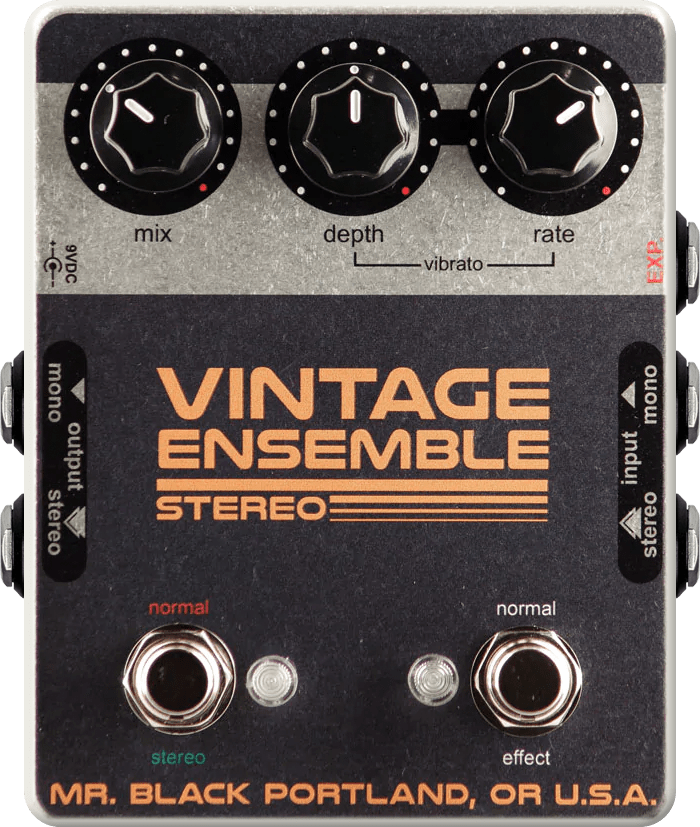 mix
depth
rate
vibrato
+ -
9VDC
EXP
mono
output
stereo
mono
input
stereo
VINTAGE
ENSEMBLE
STEREO
normal
normal
stereo
effect
MR. BLACK PORTLAND, OR U.S.A.